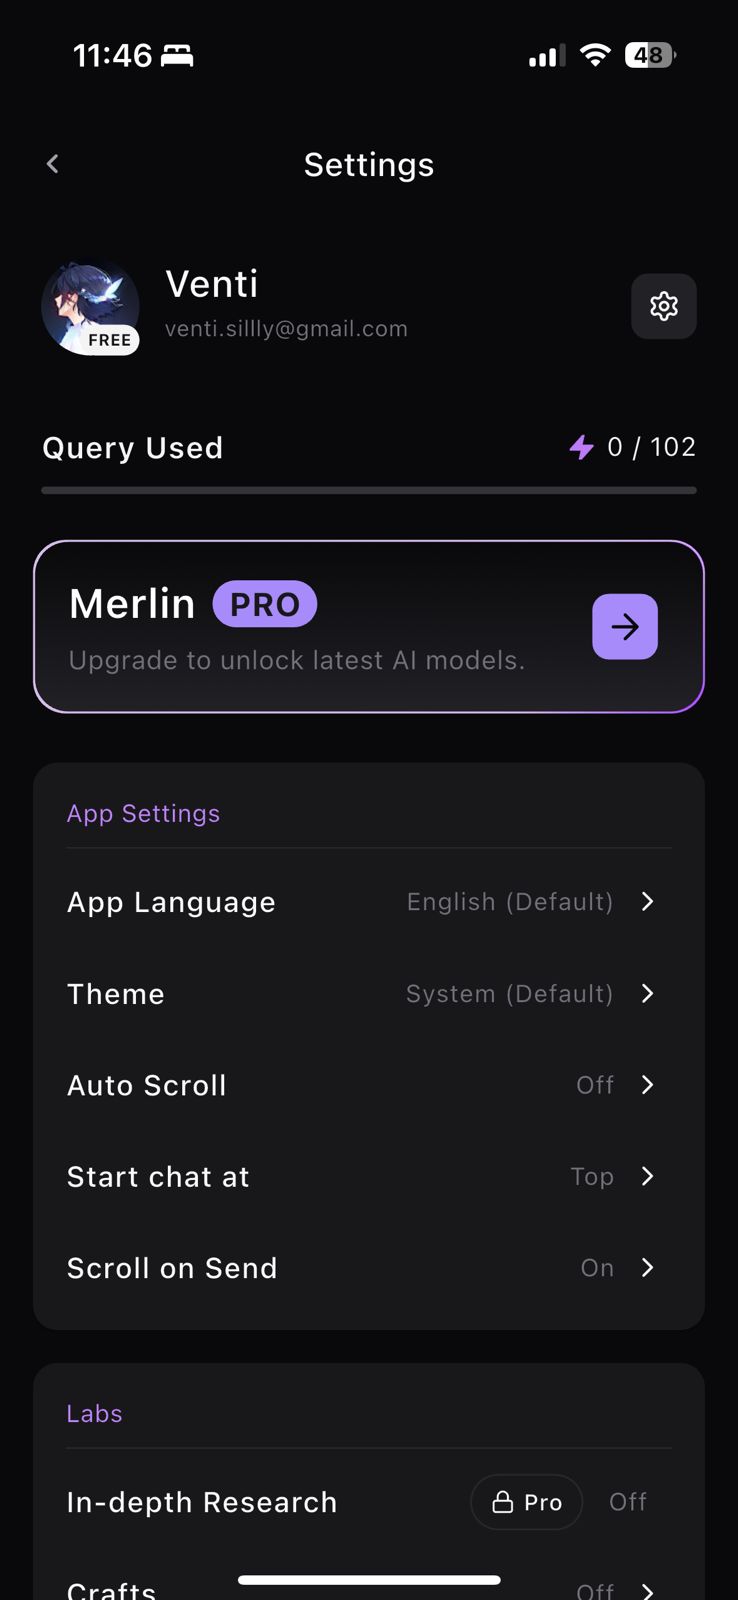 11:46
48
Settings
Venti
venti.sillly@gmail.com
FREE
Query Used 0 / 102
Merlin PRO
Upgrade to unlock latest AI models.
App Settings
App Language English (Default)
Theme System (Default)
Auto Scroll Off
Start chat at Top
Scroll on Send On
Labs
In-depth Research Pro Off
Crafts Off